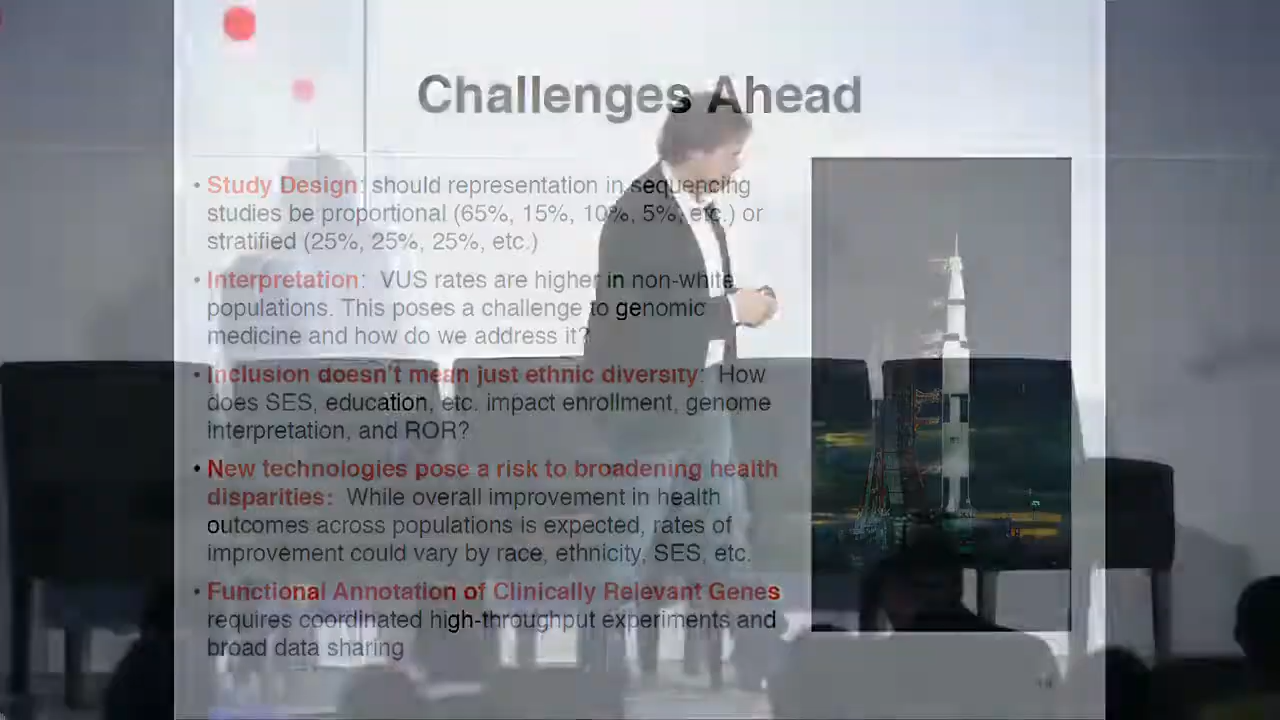 Challenges Ahead
• Study Design: should representation in sequencing
studies be proportional (65%, 15%, 10%, 5%, etc.) or
stratified (25%, 25%, 25%, etc.)
• Interpretation:  VUS rates are higher in non-white
populations. This poses a challenge to genomic
medicine and how do we address it?
• Inclusion doesn't mean just ethnic diversity:  How
does SES, education, etc. impact enrollment, genome
interpretation, and ROR?
• New technologies pose a risk to broadening health
disparities:  While overall improvement in health
outcomes across populations is expected, rates of
improvement could vary by race, ethnicity, SES, etc.
• Functional Annotation of Clinically Relevant Genes
requires coordinated high-throughput experiments and
broad data sharing